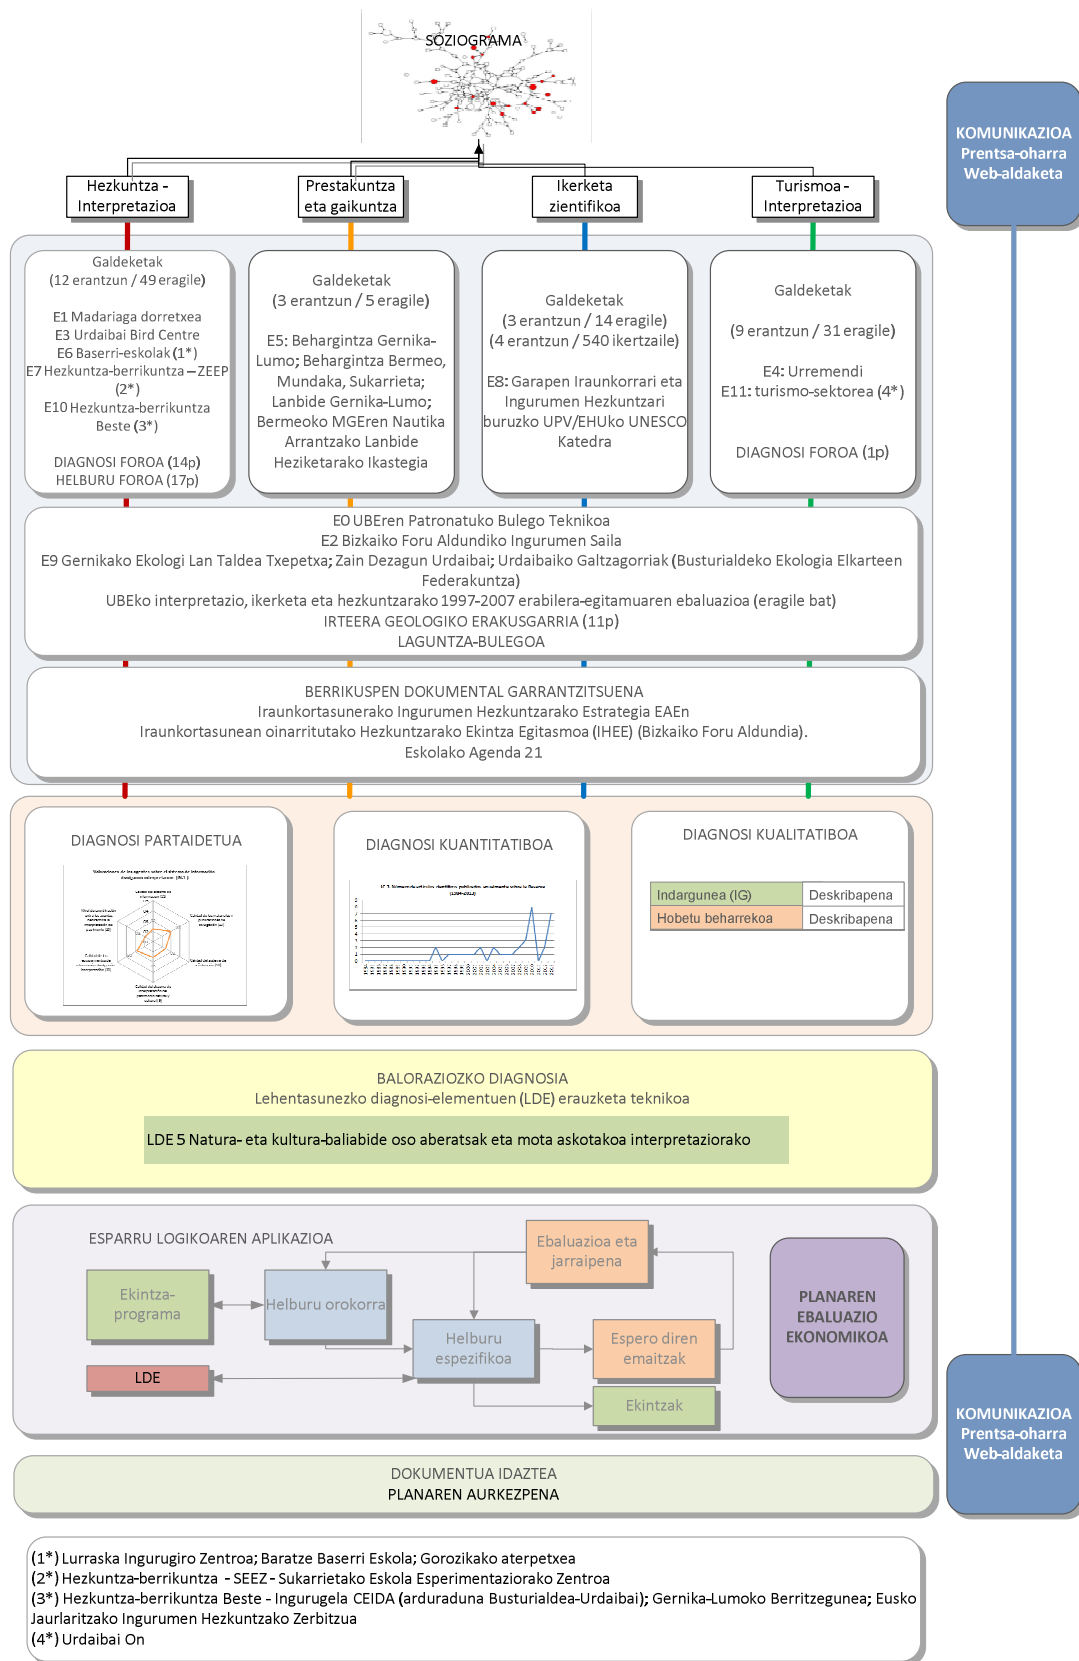 SOZIOGRAMA
KOMUNIKAZIOA
Prentsa-oharra
Web-aldaketa
Hezkuntza -
Interpretazioa
Prestakuntza
eta gaikuntza
Ikerketa
zientifikoa
Turismoa -
Interpretazioa
Galdeketak
(12 erantzun / 49 eragile)
E1 Madariaga dorretxea
E3 Urdaibai Bird Centre
E6 Baserri-eskolak (1*)
E7 Hezkuntza-berrikuntza – ZEEP
(2*)
E10 Hezkuntza-berrikuntza
Beste (3*)
DIAGNOSI FOROA (14p)
HELBURU FOROA (17p)
Galdeketak
(3 erantzun / 5 eragile)
E5: Behargintza Gernika-
Lumo; Behargintza Bermeo,
Mundaka, Sukarrieta;
Lanbide Gernika-Lumo;
Bermeoko MGEren Nautika
Arrantzako Lanbide
Heziketarako Ikastegia
Galdeketak
(3 erantzun / 14 eragile)
(4 erantzun / 540 ikertzaile)
E8: Garapen Iraunkorrari eta
Ingurumen Hezkuntzari
buruzko UPV/EHUko UNESCO
Katedra
Galdeketak
(9 erantzun / 31 eragile)
E4: Urremendi
E11: turismo-sektorea (4*)
DIAGNOSI FOROA (1p)
E0 UBEren Patronatuko Bulego Teknikoa
E2 Bizkaiko Foru Aldundiko Ingurumen Saila
E9 Gernikako Ekologi Lan Taldea Txepetxa; Zain Dezagun Urdaibai; Urdaibaiko Galtzagorriak (Busturialdeko Ekologia Elkarteen
Federakuntza)
UBEko interpretazio, ikerketa eta hezkuntzarako 1997-2007 erabilera-egitamuaren ebaluazioa (eragile bat)
IRTEERA GEOLOGIKO ERAKUSGARRIA (11p)
LAGUNTZA-BULEGOA
BERRIKUSPEN DOKUMENTAL GARRANTZITSUENA
Iraunkortasunerako Ingurumen Hezkuntzarako Estrategia EAEn
Iraunkortasunean oinarritutako Hezkuntzarako Ekintza Egitasmoa (IHEE) (Bizkaiko Foru Aldundia).
Eskolako Agenda 21
DIAGNOSI PARTAIDETUA
DIAGNOSI KUANTITATIBOA
DIAGNOSI KUALITATIBOA
Indargunea (IG) Deskribapena
Hobetu beharrekoa Deskribapena
BALORAZIOZKO DIAGNOSIA
Lehentasunezko diagnosi-elementuen (LDE) erauzketa teknikoa
LDE 5 Natura- eta kultura-baliabide oso aberatsak eta mota askotakoa interpretaziorako
ESPARRU LOGIKOAREN APLIKAZIOA
Ebaluazioa eta
jarraipena
Ekintza-
programa
Helburu orokorra
Helburu
espezifikoa
Espero diren
emaitzak
LDE
Ekintzak
PLANAREN
EBALUAZIO
EKONOMIKOA
KOMUNIKAZIOA
Prentsa-oharra
Web-aldaketa
DOKUMENTUA IDAZTEA
PLANAREN AURKEZPENA
(1*) Lurraska Ingurugiro Zentroa; Baratze Baserri Eskola; Gorozikako aterpetxea
(2*) Hezkuntza-berrikuntza - SEEZ - Sukarrietako Eskola Esperimentaziorako Zentroa
(3*) Hezkuntza-berrikuntza Beste - Ingurugela CEIDA (arduraduna Busturialdea-Urdaibai); Gernika-Lumoko Berritzegunea; Eusko
Jaurlaritzako Ingurumen Hezkuntzako Zerbitzua
(4*) Urdaibai On